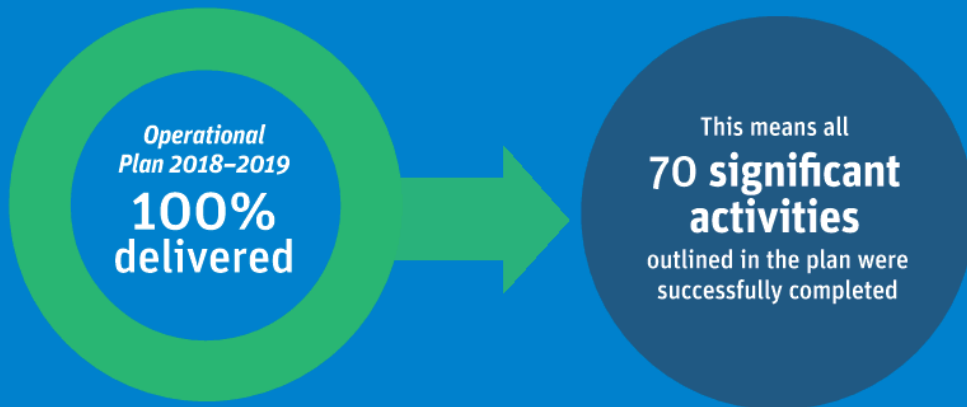 Operational
Plan 2018–2019
100%
delivered
This means all
70 significant
activities
outlined in the plan were
successfully completed